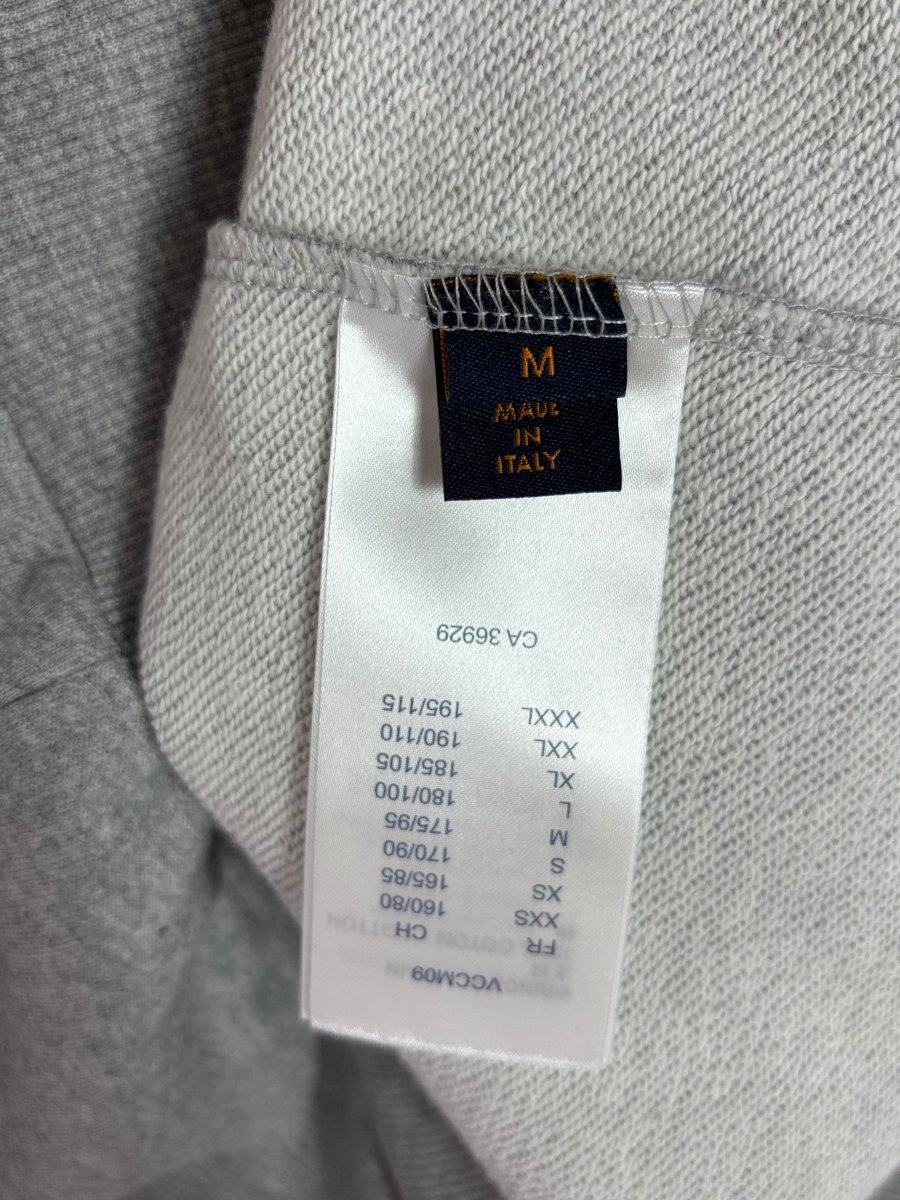 M
MADE
IN
ITALY
VCCM09
FR CH
XXS 160/80
XS 165/85
S 170/90
M 175/95
L 180/100
XL 185/105
XXL 190/110
XXXL 195/115
CA 36929